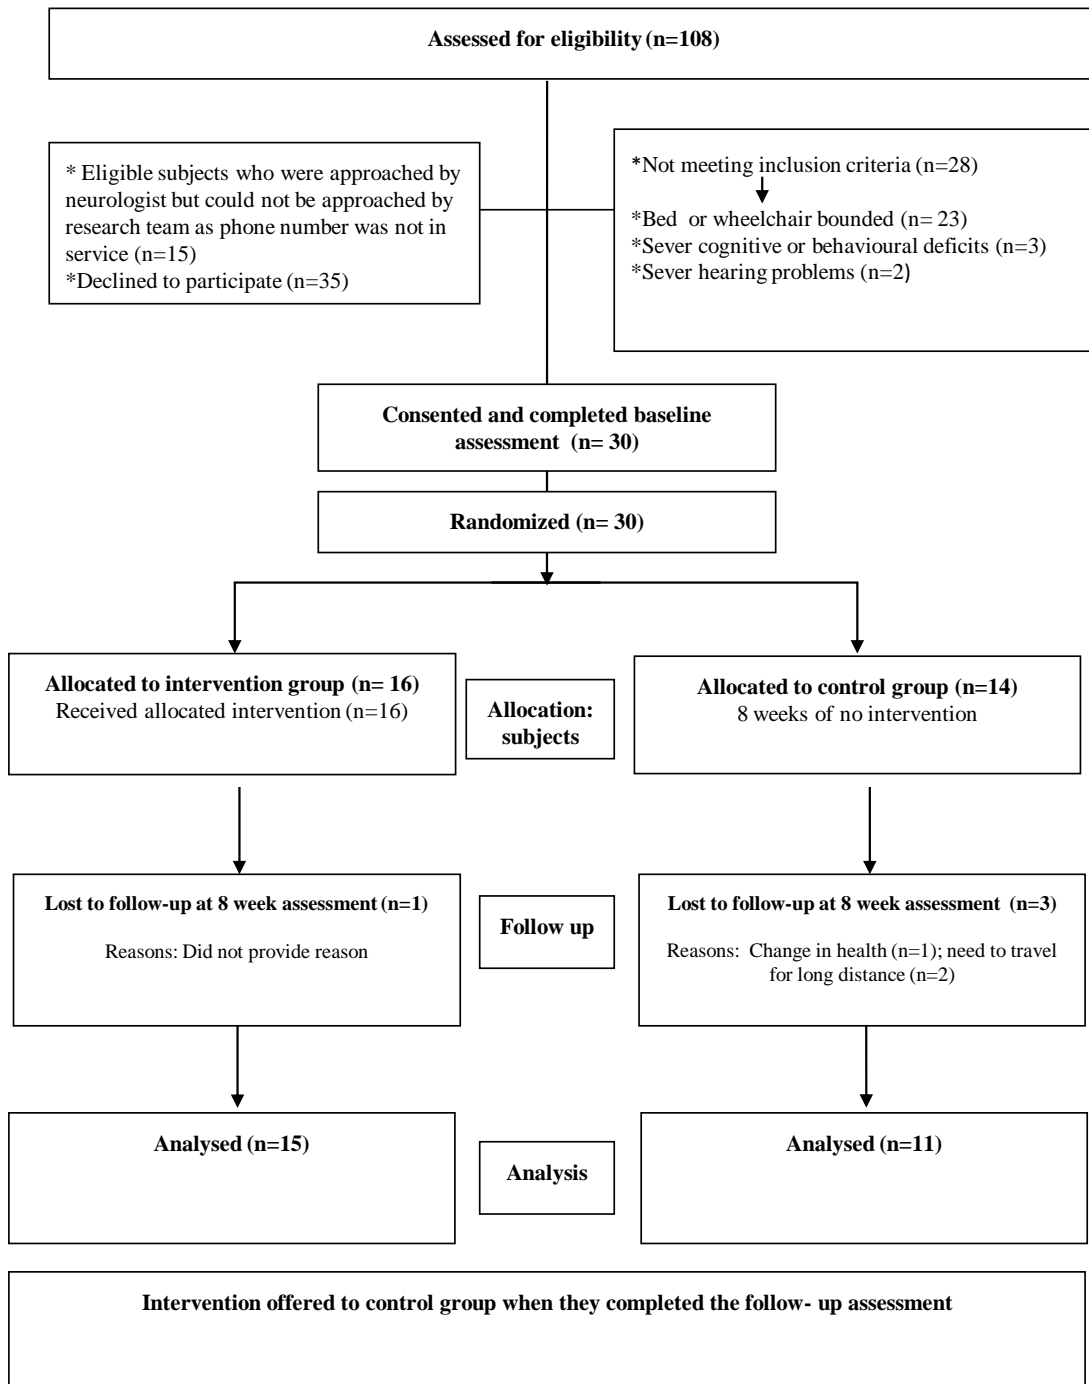 Assessed for eligibility (n=108)
* Eligible subjects who were approached by
neurologist but could not be approached by
research team as phone number was not in
service (n=15)
*Declined to participate (n=35)
*Not meeting inclusion criteria (n=28)
*Bed or wheelchair bounded (n= 23)
*Sever cognitive or behavioural deficits (n=3)
*Sever hearing problems (n=2)
Consented and completed baseline
assessment (n= 30)
Randomized (n= 30)
Allocated to intervention group (n= 16)
Received allocated intervention (n=16)
Allocation:
subjects
Allocated to control group (n=14)
8 weeks of no intervention
Lost to follow-up at 8 week assessment (n=1)
Reasons: Did not provide reason
Follow up
Lost to follow-up at 8 week assessment (n=3)
Reasons: Change in health (n=1); need to travel
for long distance (n=2)
Analysed (n=15)
Analysis
Analysed (n=11)
Intervention offered to control group when they completed the follow- up assessment